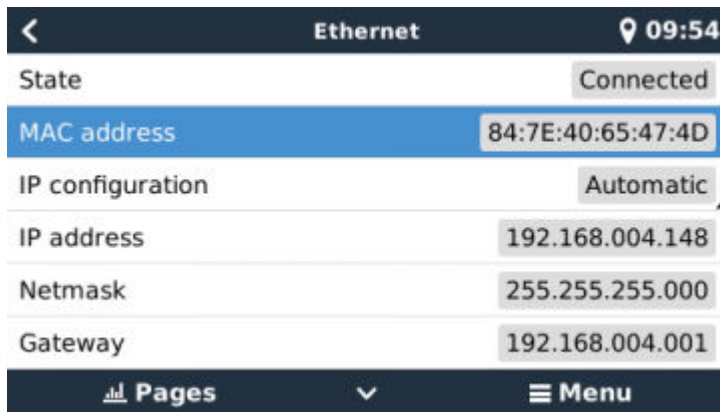 Ethernet 09:54
State Connected
MAC address 84:7E:40:65:47:4D
IP configuration Automatic
IP address 192.168.004.148
Netmask 255.255.255.000
Gateway 192.168.004.001
Pages Menu